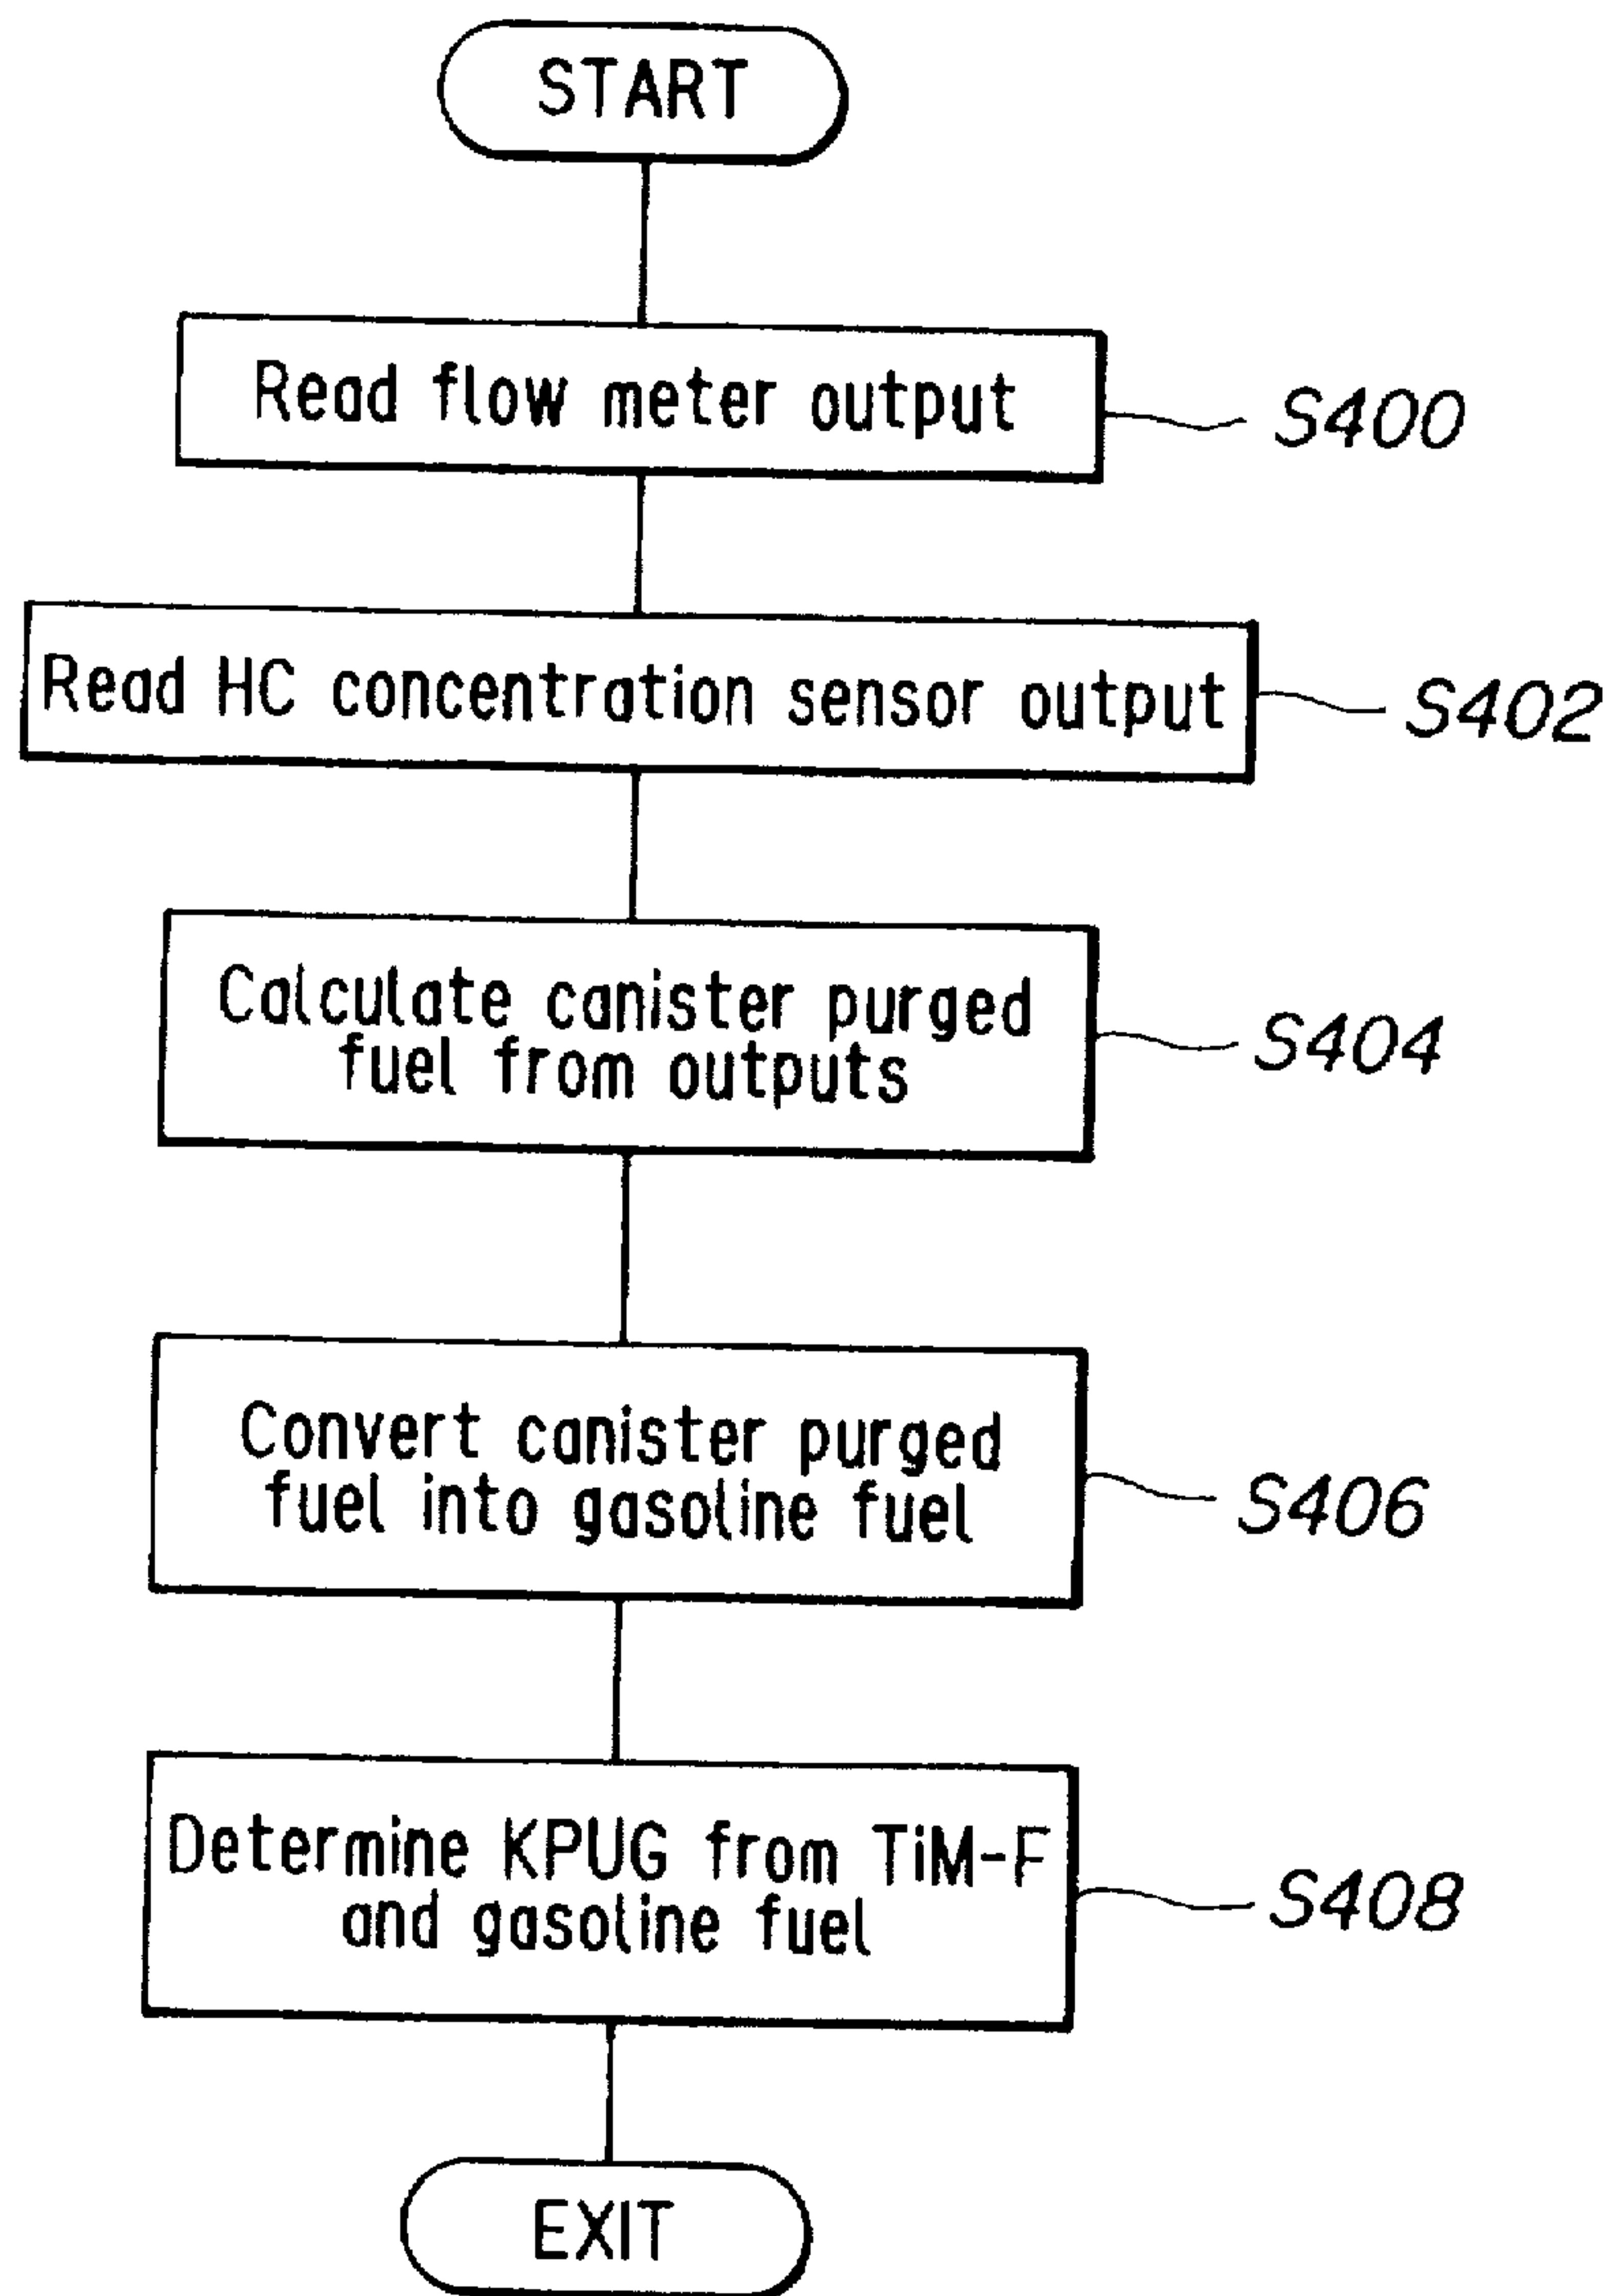 START
Read flow meter output
S400
Read HC concentration sensor output
S402
Calculate canister purged
fuel from outputs
S404
Convert canister purged
fuel into gasoline fuel
S406
Determine KPUG from TiM-F
and gasoline fuel
S408
EXIT